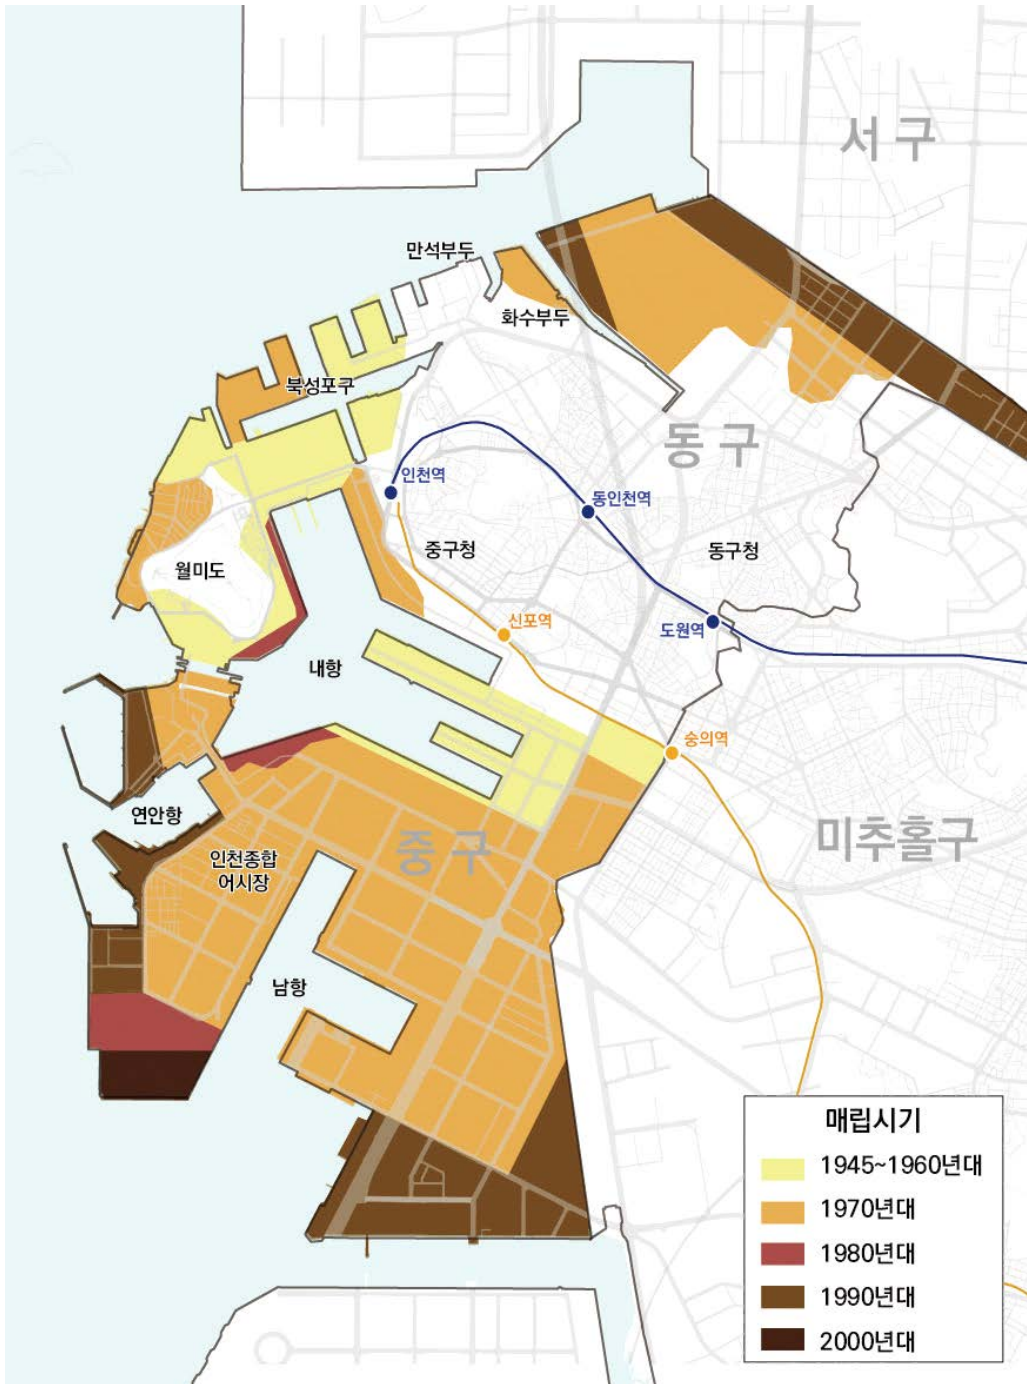 서구
만석부두
화수부두
북성포구
동구
인천역
동인천역
중구청
동구청
월미도
신포역
도원역
내항
숭의역
연안항
중구
미추홀구
인천종합
어시장
남항
매립시기
1945~1960년대
1970년대
1980년대
1990년대
2000년대